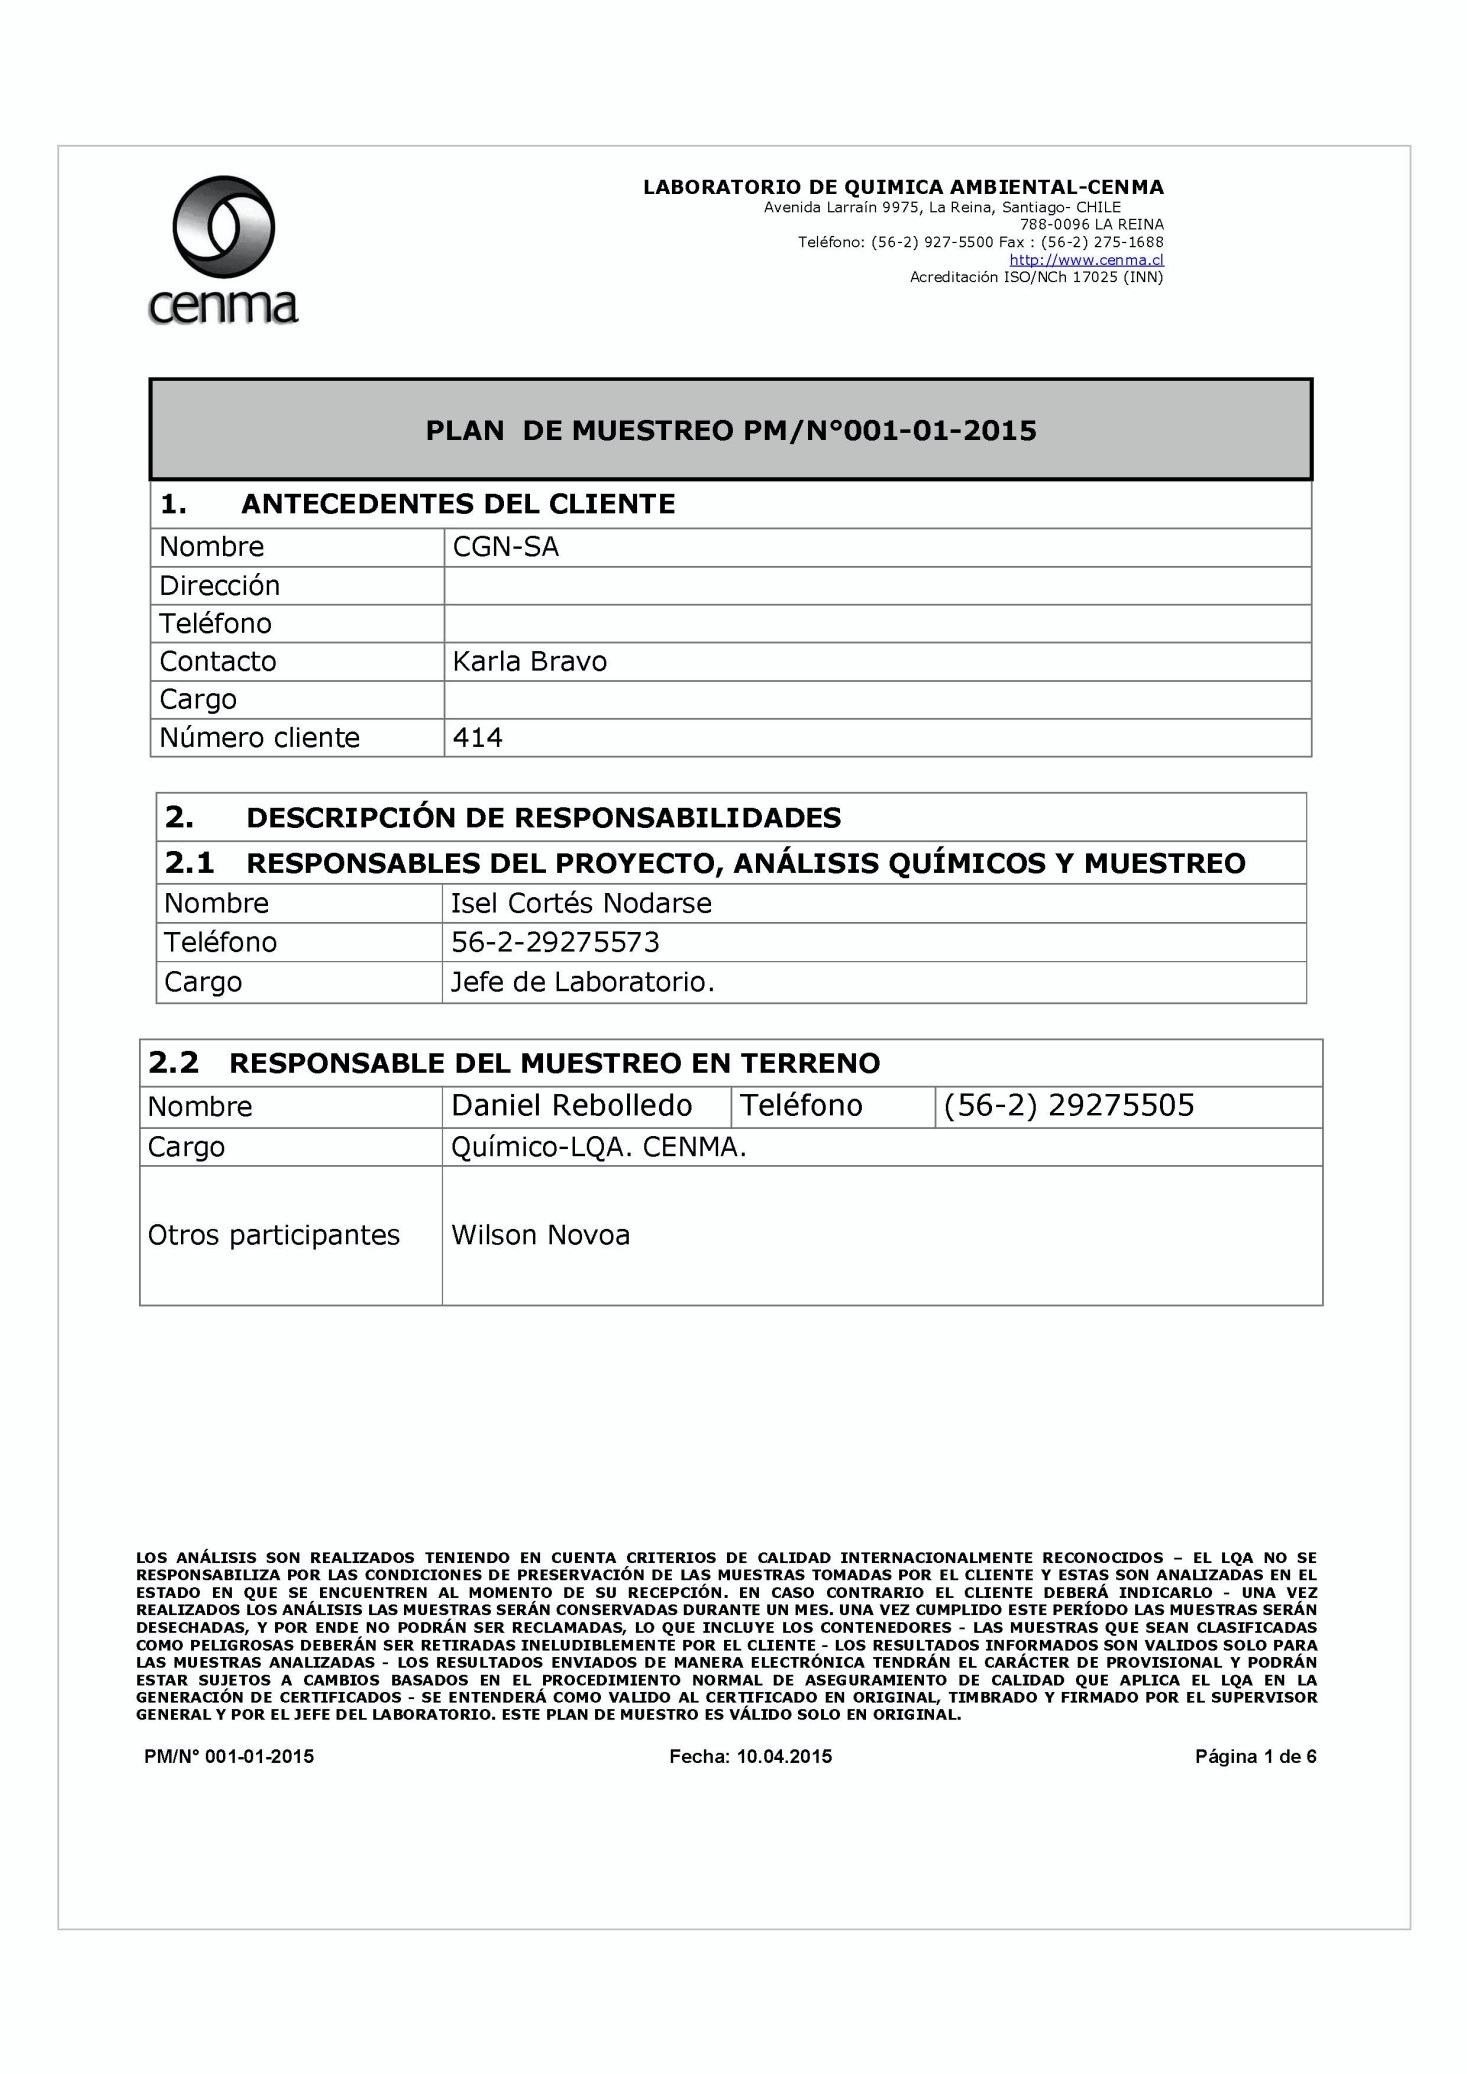 cenma
LABORATORIO DE QUIMICA AMBIENTAL-CENMA
Avenida Larraín 9975, La Reina, Santiago- CHILE
788-0096 LA REINA
Teléfono: (56-2) 927-5500 Fax : (56-2) 275-1688
http://www.cenma.cl
Acreditación ISO/NCh 17025 (INN)
PLAN DE MUESTREO PM/N°001-01-2015
1. ANTECEDENTES DEL CLIENTE
Nombre CGN-SA
Dirección
Teléfono
Contacto Karla Bravo
Cargo
Número cliente 414
2. DESCRIPCIÓN DE RESPONSABILIDADES
2.1 RESPONSABLES DEL PROYECTO, ANÁLISIS QUÍMICOS Y MUESTREO
Nombre Isel Cortés Nodarse
Teléfono 56-2-29275573
Cargo Jefe de Laboratorio.
2.2 RESPONSABLE DEL MUESTREO EN TERRENO
Nombre Daniel Rebolledo Teléfono (56-2) 29275505
Cargo Químico-LQA. CENMA.
Otros participantes Wilson Novoa
LOS ANÁLISIS SON REALIZADOS TENIENDO EN CUENTA CRITERIOS DE CALIDAD INTERNACIONALMENTE RECONOCIDOS – EL LQA NO SE
RESPONSABILIZA POR LAS CONDICIONES DE PRESERVACIÓN DE LAS MUESTRAS TOMADAS POR EL CLIENTE Y ESTAS SON ANALIZADAS EN EL
ESTADO EN QUE SE ENCUENTREN AL MOMENTO DE SU RECEPCIÓN. EN CASO CONTRARIO EL CLIENTE DEBERÁ INDICARLO - UNA VEZ
REALIZADOS LOS ANÁLISIS LAS MUESTRAS SERÁN CONSERVADAS DURANTE UN MES. UNA VEZ CUMPLIDO ESTE PERÍODO LAS MUESTRAS SERÁN
DESECHADAS, Y POR ENDE NO PODRÁN SER RECLAMADAS, LO QUE INCLUYE LOS CONTENEDORES - LAS MUESTRAS QUE SEAN CLASIFICADAS
COMO PELIGROSAS DEBERÁN SER RETIRADAS INELUDIBLEMENTE POR EL CLIENTE - LOS RESULTADOS INFORMADOS SON VALIDOS SOLO PARA
LAS MUESTRAS ANALIZADAS - LOS RESULTADOS ENVIADOS DE MANERA ELECTRÓNICA TENDRÁN EL CARÁCTER DE PROVISIONAL Y PODRÁN
ESTAR SUJETOS A CAMBIOS BASADOS EN EL PROCEDIMIENTO NORMAL DE ASEGURAMIENTO DE CALIDAD QUE APLICA EL LQA EN LA
GENERACIÓN DE CERTIFICADOS - SE ENTENDERÁ COMO VALIDO AL CERTIFICADO EN ORIGINAL, TIMBRADO Y FIRMADO POR EL SUPERVISOR
GENERAL Y POR EL JEFE DEL LABORATORIO. ESTE PLAN DE MUESTRO ES VÁLIDO SOLO EN ORIGINAL.
PM/N° 001-01-2015 Fecha: 10.04.2015 Página 1 de 6